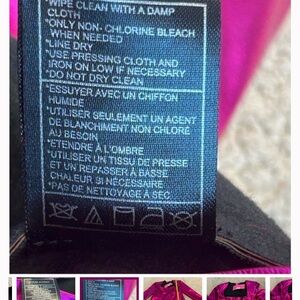 *WIPE CLEAN WITH A DAMP
CLOTH
*ONLY NON- CHLORINE BLEACH
WHEN NEEDED
*LINE DRY
*USE PRESSING CLOTH AND
IRON ON LOW IF NECESSARY
*DO NOT DRY CLEAN
*ESSUYER AVEC UN CHIFFON
HUMIDE
*UTILISER SEULEMENT UN AGENT
DE BLANCHIMENT NON CHLORÉ
AU BESOIN
*ETENDRE À L'OMBRE
*UTILISER UN TISSU DE PRESSE
ET UN REPASSER À BASSE
CHALEUR SI NÉCESSAIRE
*PAS DE NETTOYAGE À SEC